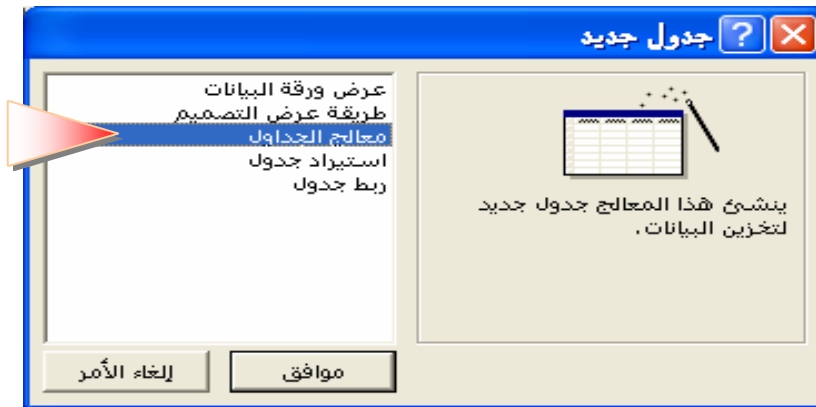 جدول جديد
عرض ورقة البيانات
طريقة عرض التصميم
معالج الجداول
استيراد جدول
ربط جدول
ينشئ هذا المعالج جدول جديد
لتخزين البيانات.
موافق
إلغاء الأمر